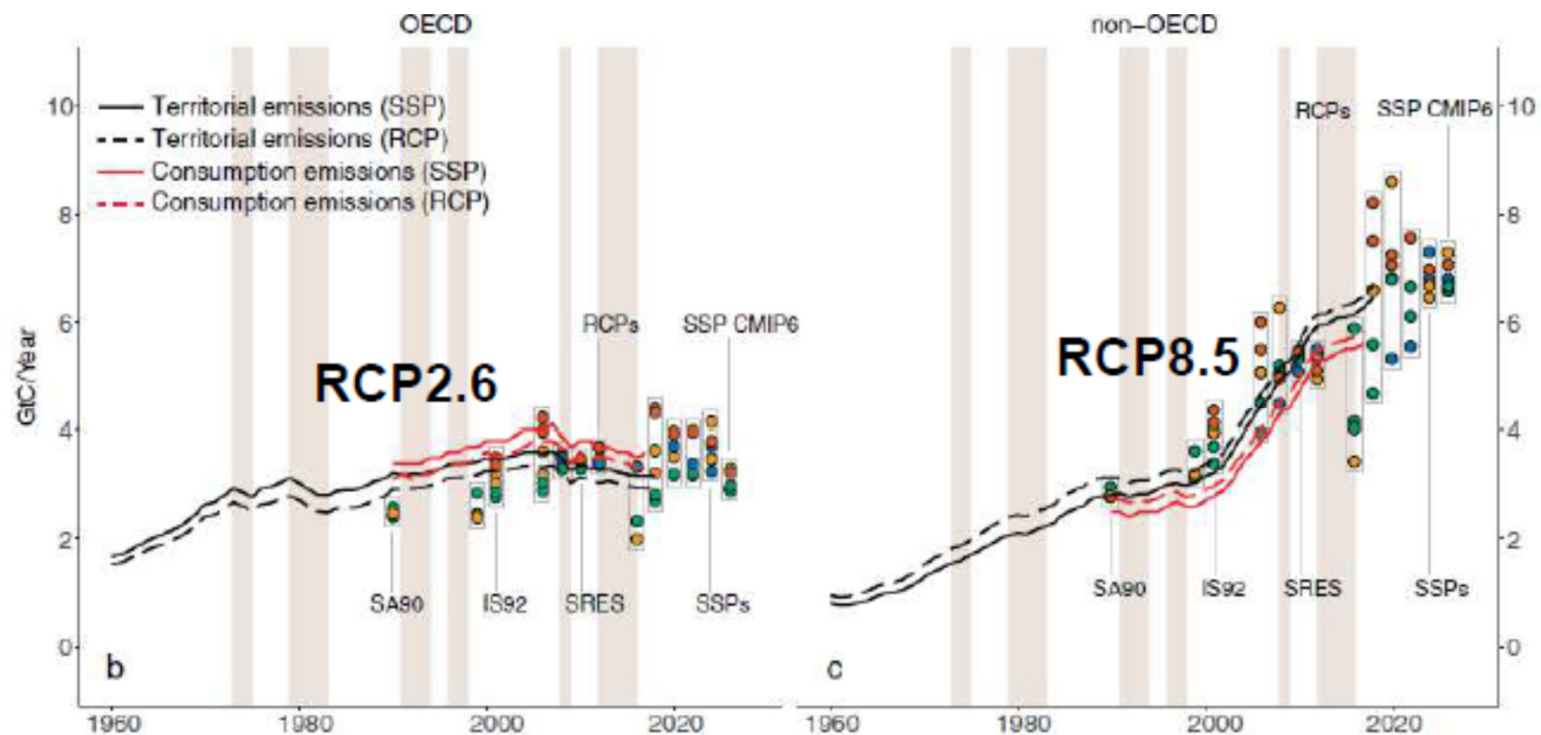 OECD
non-OECD
10
Territorial emissions (SSP)
Territorial emissions (RCP)
Consumption emissions (SSP)
Consumption emissions (RCP)
8
6
4
2
0
GtC/Year
RCP2.6
RCPs
SSP CMIP6
SA90
IS92
SRES
SSPs
b
1960
1980
2000
2020
RCPs
SSP CMIP6
10
8
6
4
2
0
RCP8.5
SA90
IS92
SRES
SSPs
c
1960
1980
2000
2020